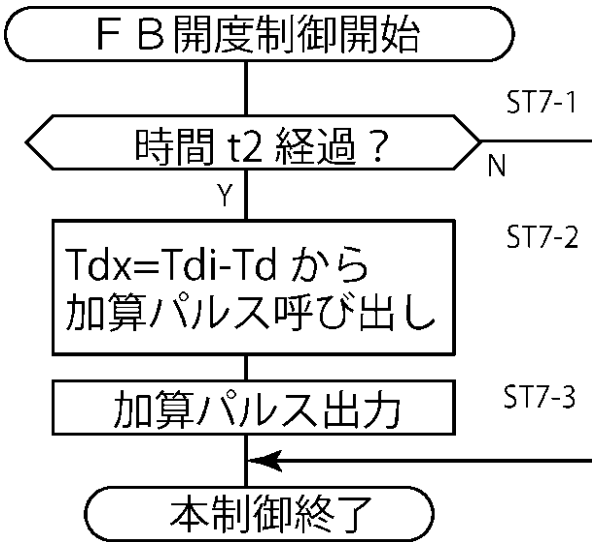 ＦＢ開度制御開始
ST7-1
時間 t2 経過？
N
Y
ST7-2
Tdx=Tdi-Td から
加算パルス呼び出し
ST7-3
加算パルス出力
本制御終了